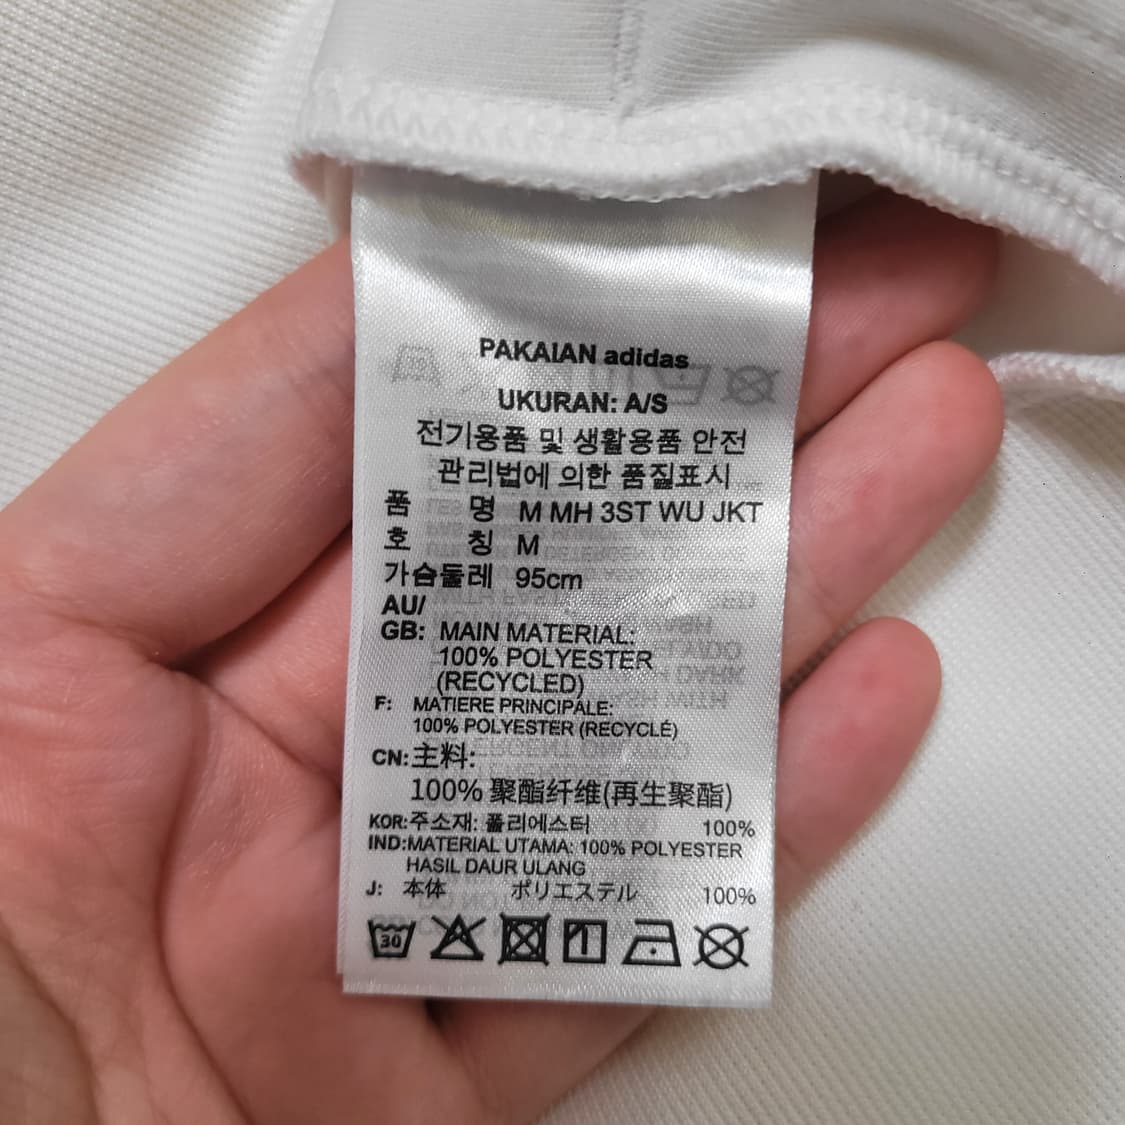 PAKAIAN adidas
UKURAN: A/S
전기용품 및 생활용품 안전
관리법에 의한 품질표시
품 명 M MH 3ST WU JKT
호 칭 M
가슴둘레 95cm
AU/
GB: MAIN MATERIAL:
100% POLYESTER
(RECYCLED)
F: MATIERE PRINCIPALE:
100% POLYESTER (RECYCLÉ)
CN: 主料:
100% 聚酯纤维(再生聚酯)
KOR: 주소재: 폴리에스터 100%
IND: MATERIAL UTAMA: 100% POLYESTER
HASIL DAUR ULANG
J: 本体 ポリエステル 100%
30